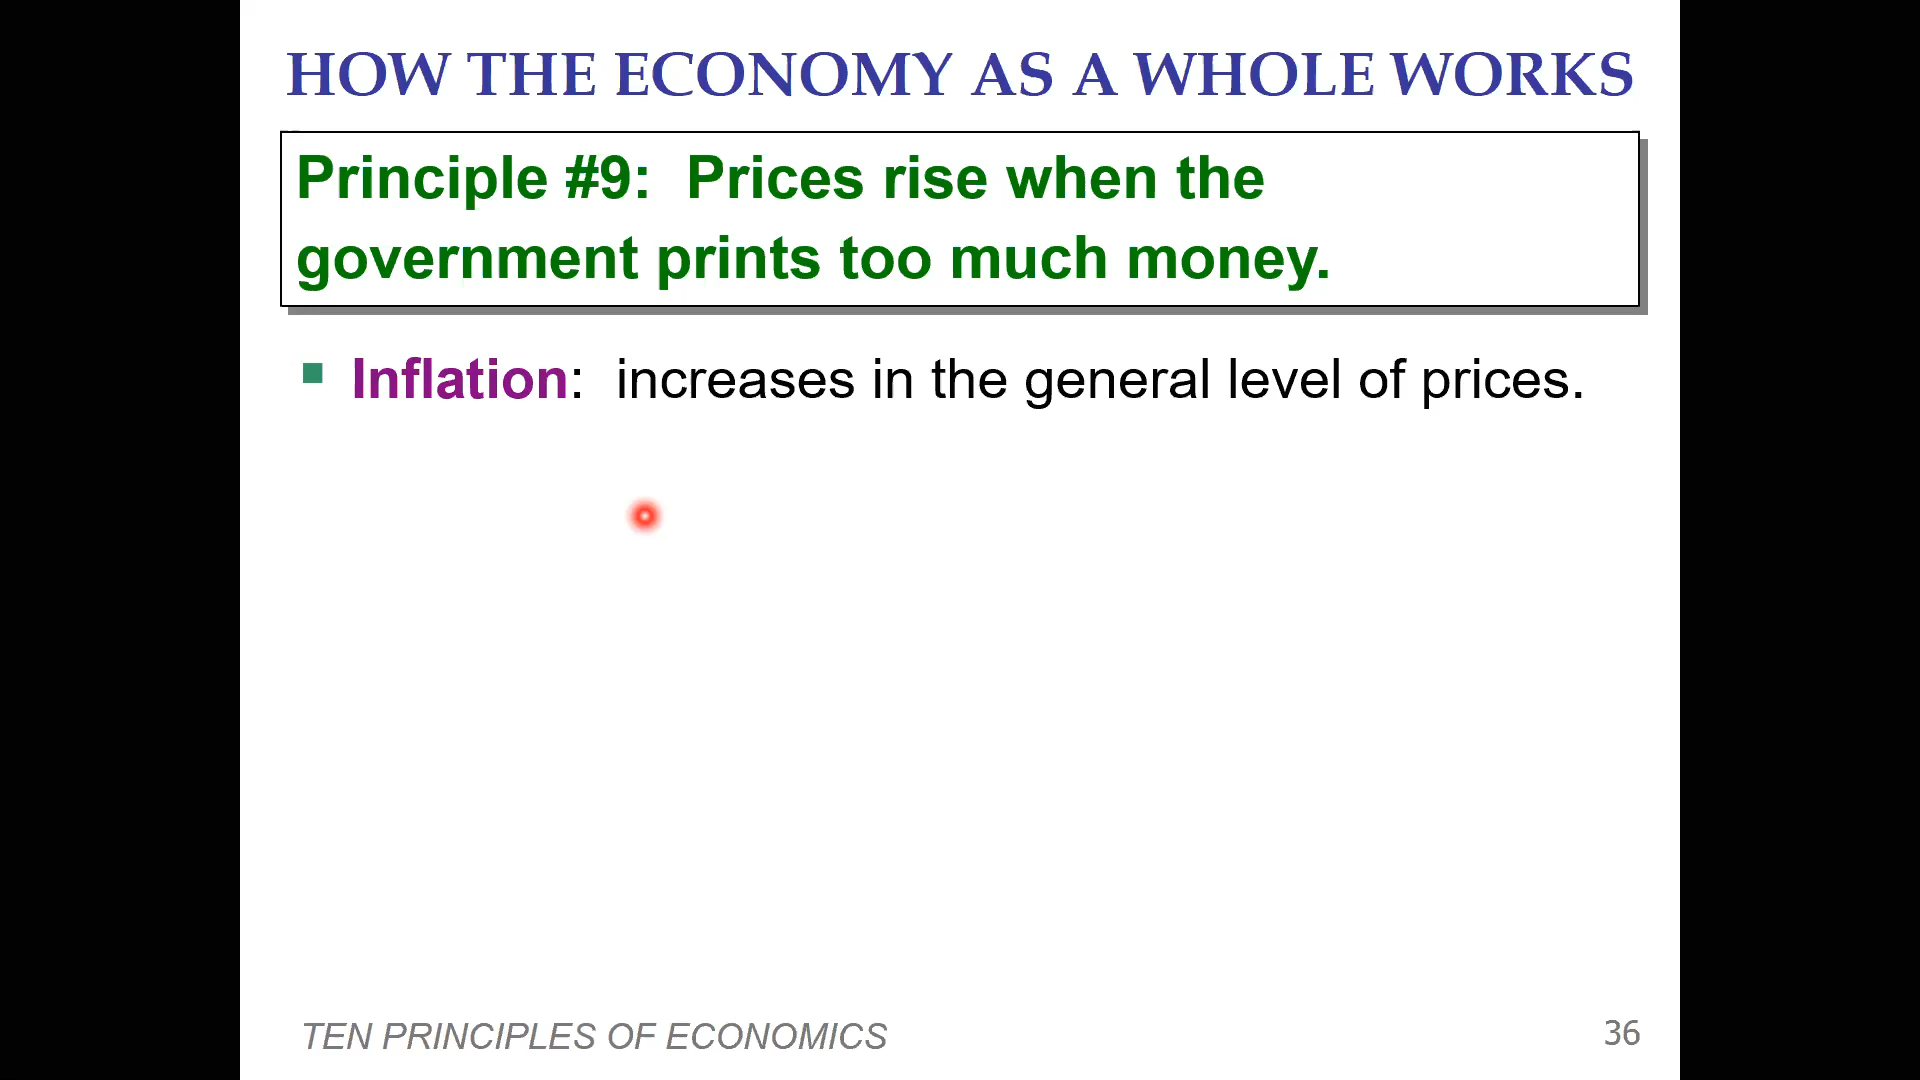 HOW THE ECONOMY AS A WHOLE WORKS
Principle #9:  Prices rise when the
government prints too much money.
Inflation:  increases in the general level of prices.
TEN PRINCIPLES OF ECONOMICS
36